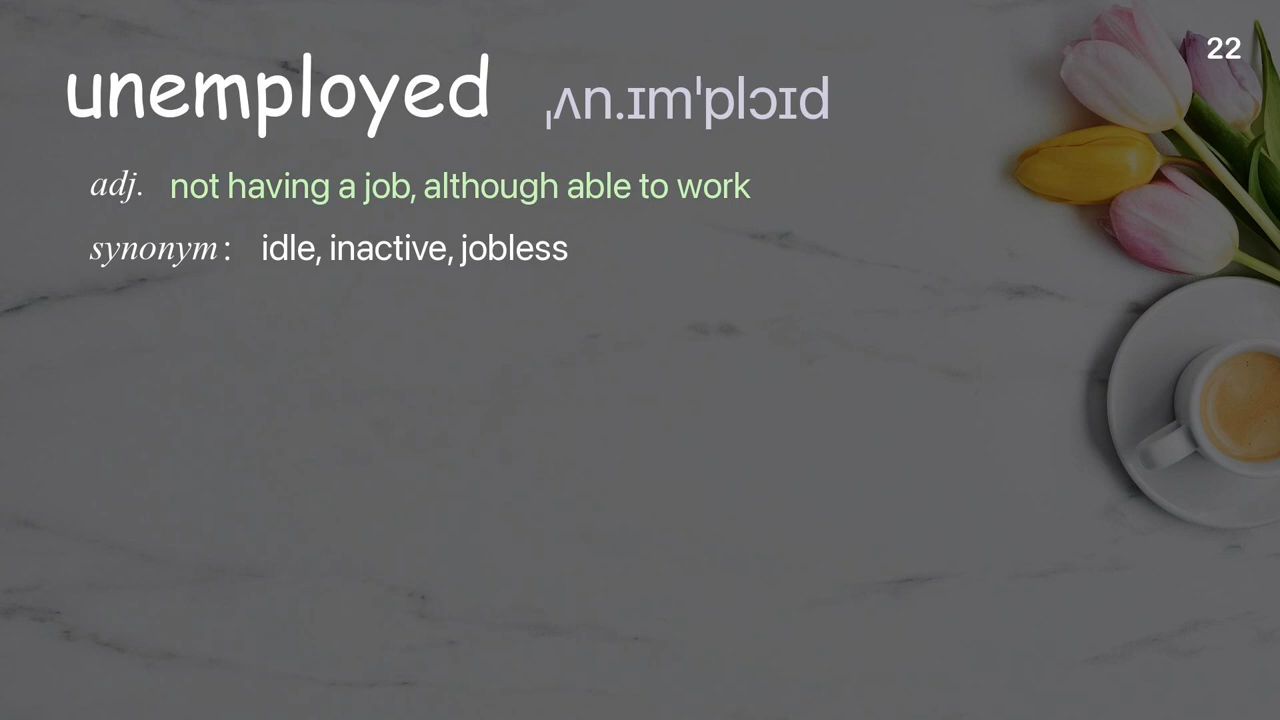 22
unemployed ˌʌn.ɪmˈplɔɪd
adj. not having a job, although able to work
synonym: idle, inactive, jobless